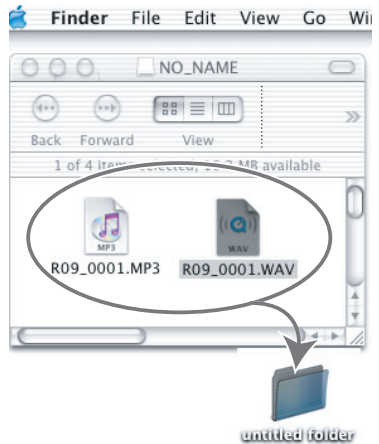 Finder File Edit View Go Wi
NO_NAME
Back Forward View
1 of 4 items selected, MB available
MP3 WAV
R09_0001.MP3 R09_0001.WAV
untitled folder